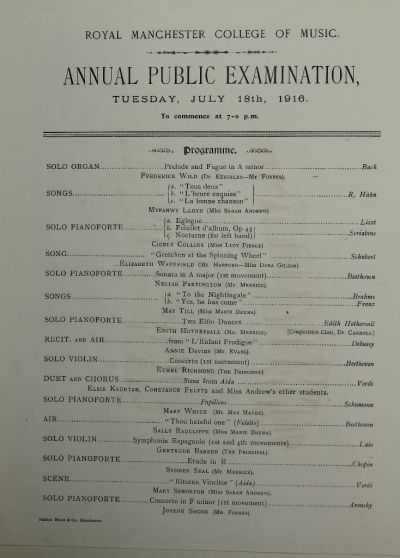 ROYAL MANCHESTER COLLEGE OF MUSIC.
ANNUAL PUBLIC EXAMINATION,
TUESDAY, JULY 18th, 1916.
To commence at 7-0 p.m.
Programme.
SOLO ORGAN Prelude and Fugue in A minor Bach
FREDERICK WILD (DR. KEIGHLEY—MR. FORBES).
SONGS a. "Tous deux"
b. "L'heure exquise" R. Hahn
c. "La bonne chanson"
MYFANWY LLOYD (MISS SARAH ANDREW).
SOLO PIANOFORTE a. Eglogue Liszt
b. Feuillet d'album, Op 45
c. Nocturne (for left hand) Scriabine
CICELY COLLINS (MISS LUCY PIERCE).
SONG "Gretchen at the Spinning Wheel" Schubert
ELIZABETH WAKEFIELD (MR. HARFORD—MISS DORA GILSON).
SOLO PIANOFORTE Sonata in A major (1st movement) Beethoven
NELLIE PARTINGTON (MR. MERRICK).
SONGS a. "To the Nightingale" Brahms
b. "Yes, he has come" Franz
MAY TILL (MISS MARIE BREMA).
SOLO PIANOFORTE Two Elfin Dances Edith Hothersall
EDITH HOTHERSALL (MR. MERRICK). [Composition Class, DR. CARROLL.]
RECIT. AND AIR from "L'Enfant Prodigue" Debussy
ANNIE DAVIES (MR. EVANS).
SOLO VIOLIN Concerto (1st movement) Beethoven
ETHEL RICHMOND (THE PRINCIPAL).
DUET AND CHORUS Scena from Aida Verdi
ELSIE KAUNTZE, CONSTANCE and Miss Andrew's other students.
SOLO PIANOFORTE Papillons Schumann
MARY WHITE (MR. MAX MAYER).
AIR "Thou hateful one" (Fidelio) Beethoven
SALLY RADCLIFFE (MISS MARIE BREMA).
SOLO VIOLIN Symphonie Espagnole (1st and 4th movements) Lalo
GERTRUDE BARKER (THE PRINCIPAL).
SOLO PIANOFORTE Etude in E Chopin
SYDNEY SEAL (MR MERRICK).
SCENE "Ritorna Vincitor" (Aida) Verdi
MARY SPROSTON (MISS SARAH ANDREW).
SOLO PIANOFORTE Concerto in F minor (1st movement) Arensky
JOSEPH SHORE (MR. FORBES).
Palmer, Howe & Co., Manchester.